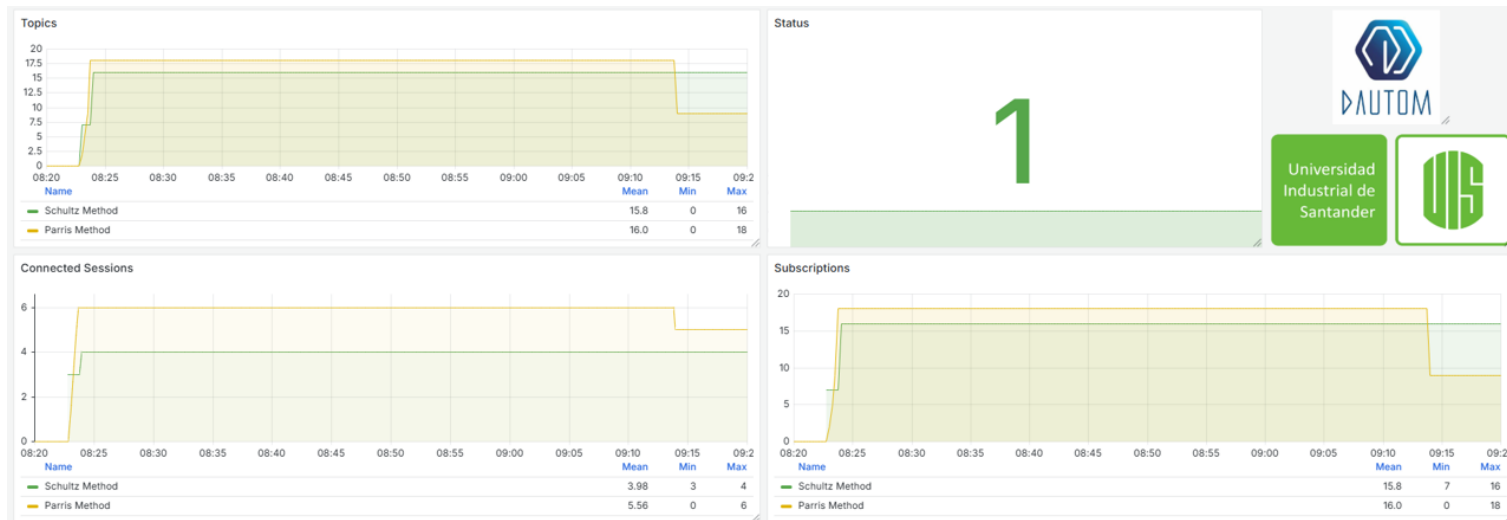 Topics
20
17.5
15
12.5
10
7.5
5
2.5
0
08:20 08:25 08:30 08:35 08:40 08:45 08:50 08:55 09:00 09:05 09:10 09:15 09:2
Name Mean Min Max
Schultz Method 15.8 0 16
Parris Method 16.0 0 18
Status
1
DAUTOM
Universidad
Industrial de
Santander
UIS
Connected Sessions
6
4
2
0
08:20 08:25 08:30 08:35 08:40 08:45 08:50 08:55 09:00 09:05 09:10 09:15 09:2
Name Mean Min Max
Schultz Method 3.98 3 4
Parris Method 5.56 0 6
Subscriptions
20
15
10
5
0
08:20 08:25 08:30 08:35 08:40 08:45 08:50 08:55 09:00 09:05 09:10 09:15 09:2
Name Mean Min Max
Schultz Method 15.8 7 16
Parris Method 16.0 0 18